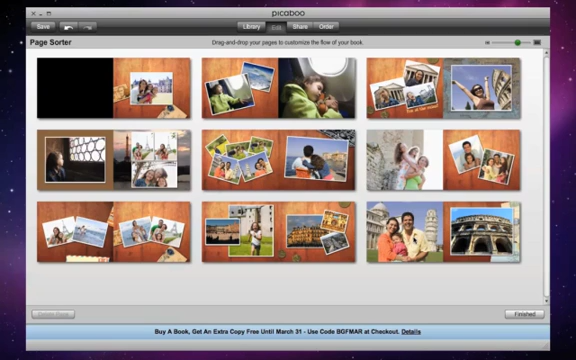 picaboo
Save
Library Edit Share Order
Page Sorter
Drag-and-drop your pages to customize the flow of your book.
Finished
Buy A Book, Get An Extra Copy Free Until March 31 - Use Code BGFMAR at Checkout. Details